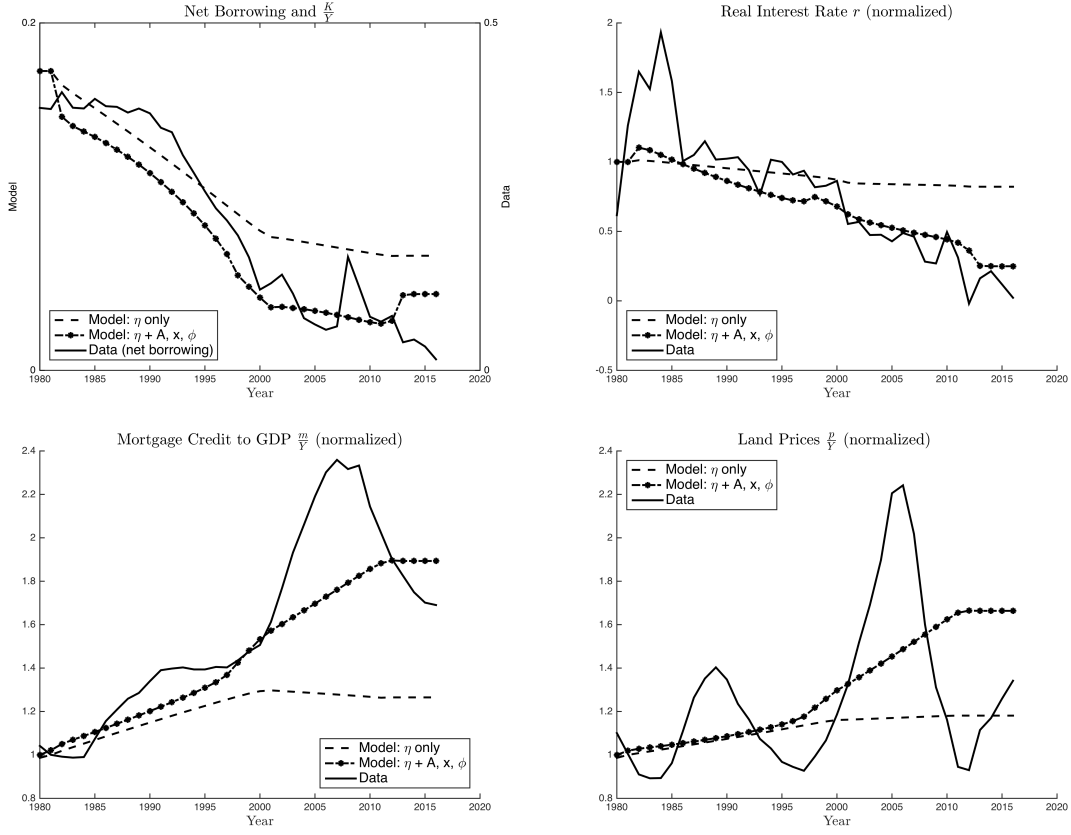 Net Borrowing and K/Y
0.2
0
Model
0.5
0
Data
Model: η only
Model: η + A, x, φ
Data (net borrowing)
1980 1985 1990 1995 2000 2005 2010 2015 2020
Year
Real Interest Rate r (normalized)
2
1.5
1
0.5
0
-0.5
Model: η only
Model: η + A, x, φ
Data
1980 1985 1990 1995 2000 2005 2010 2015 2020
Year
Mortgage Credit to GDP m/Y (normalized)
2.4
2.2
2
1.8
1.6
1.4
1.2
1
0.8
Model: η only
Model: η + A, x, φ
Data
1980 1985 1990 1995 2000 2005 2010 2015 2020
Year
Land Prices p/Y (normalized)
2.4
2.2
2
1.8
1.6
1.4
1.2
1
0.8
Model: η only
Model: η + A, x, φ
Data
1980 1985 1990 1995 2000 2005 2010 2015 2020
Year